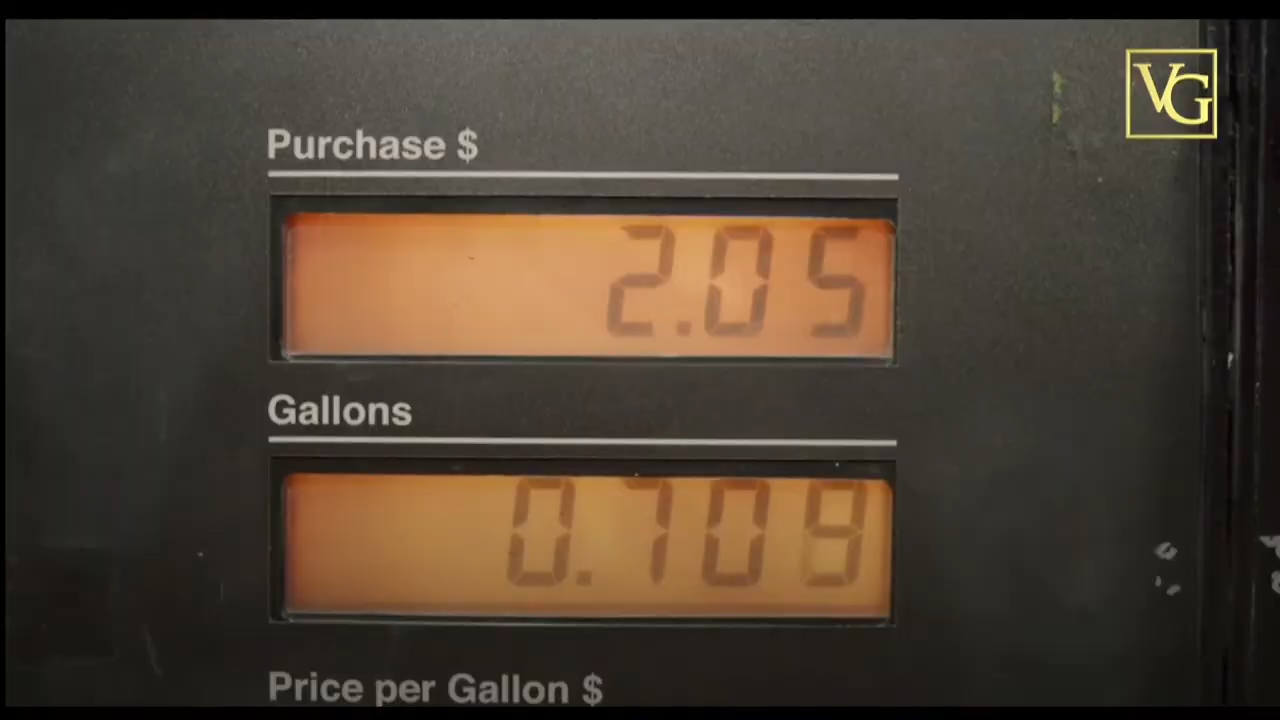 VG
Purchase $
2.05
Gallons
0.709
Price per Gallon $